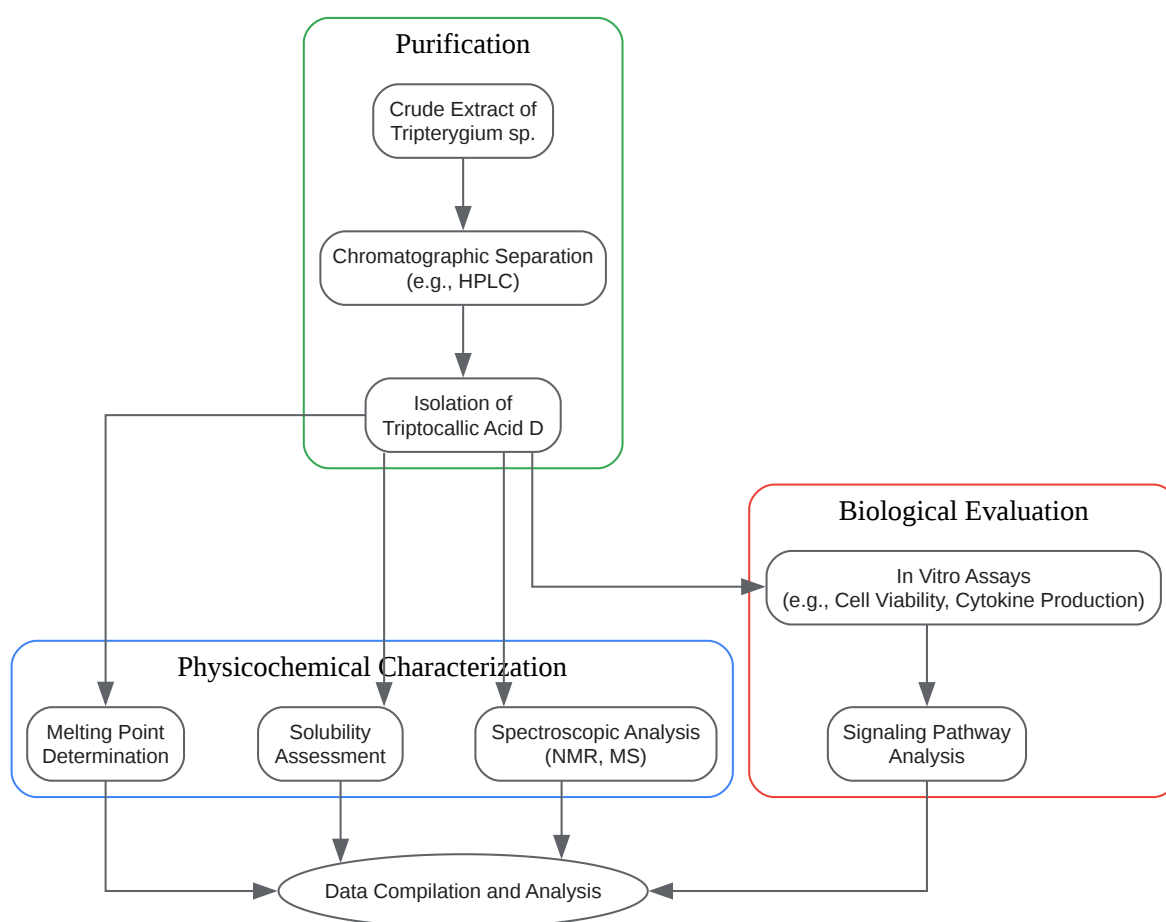 Purification
Crude Extract of
Tripterygium sp.
Chromatographic Separation
(e.g., HPLC)
Isolation of
Triptocallic Acid D
Biological Evaluation
In Vitro Assays
(e.g., Cell Viability, Cytokine Production)
Physicochemical Characterization
Melting Point
Determination
Solubility
Assessment
Spectroscopic Analysis
(NMR, MS)
Signaling Pathway
Analysis
Data Compilation and Analysis